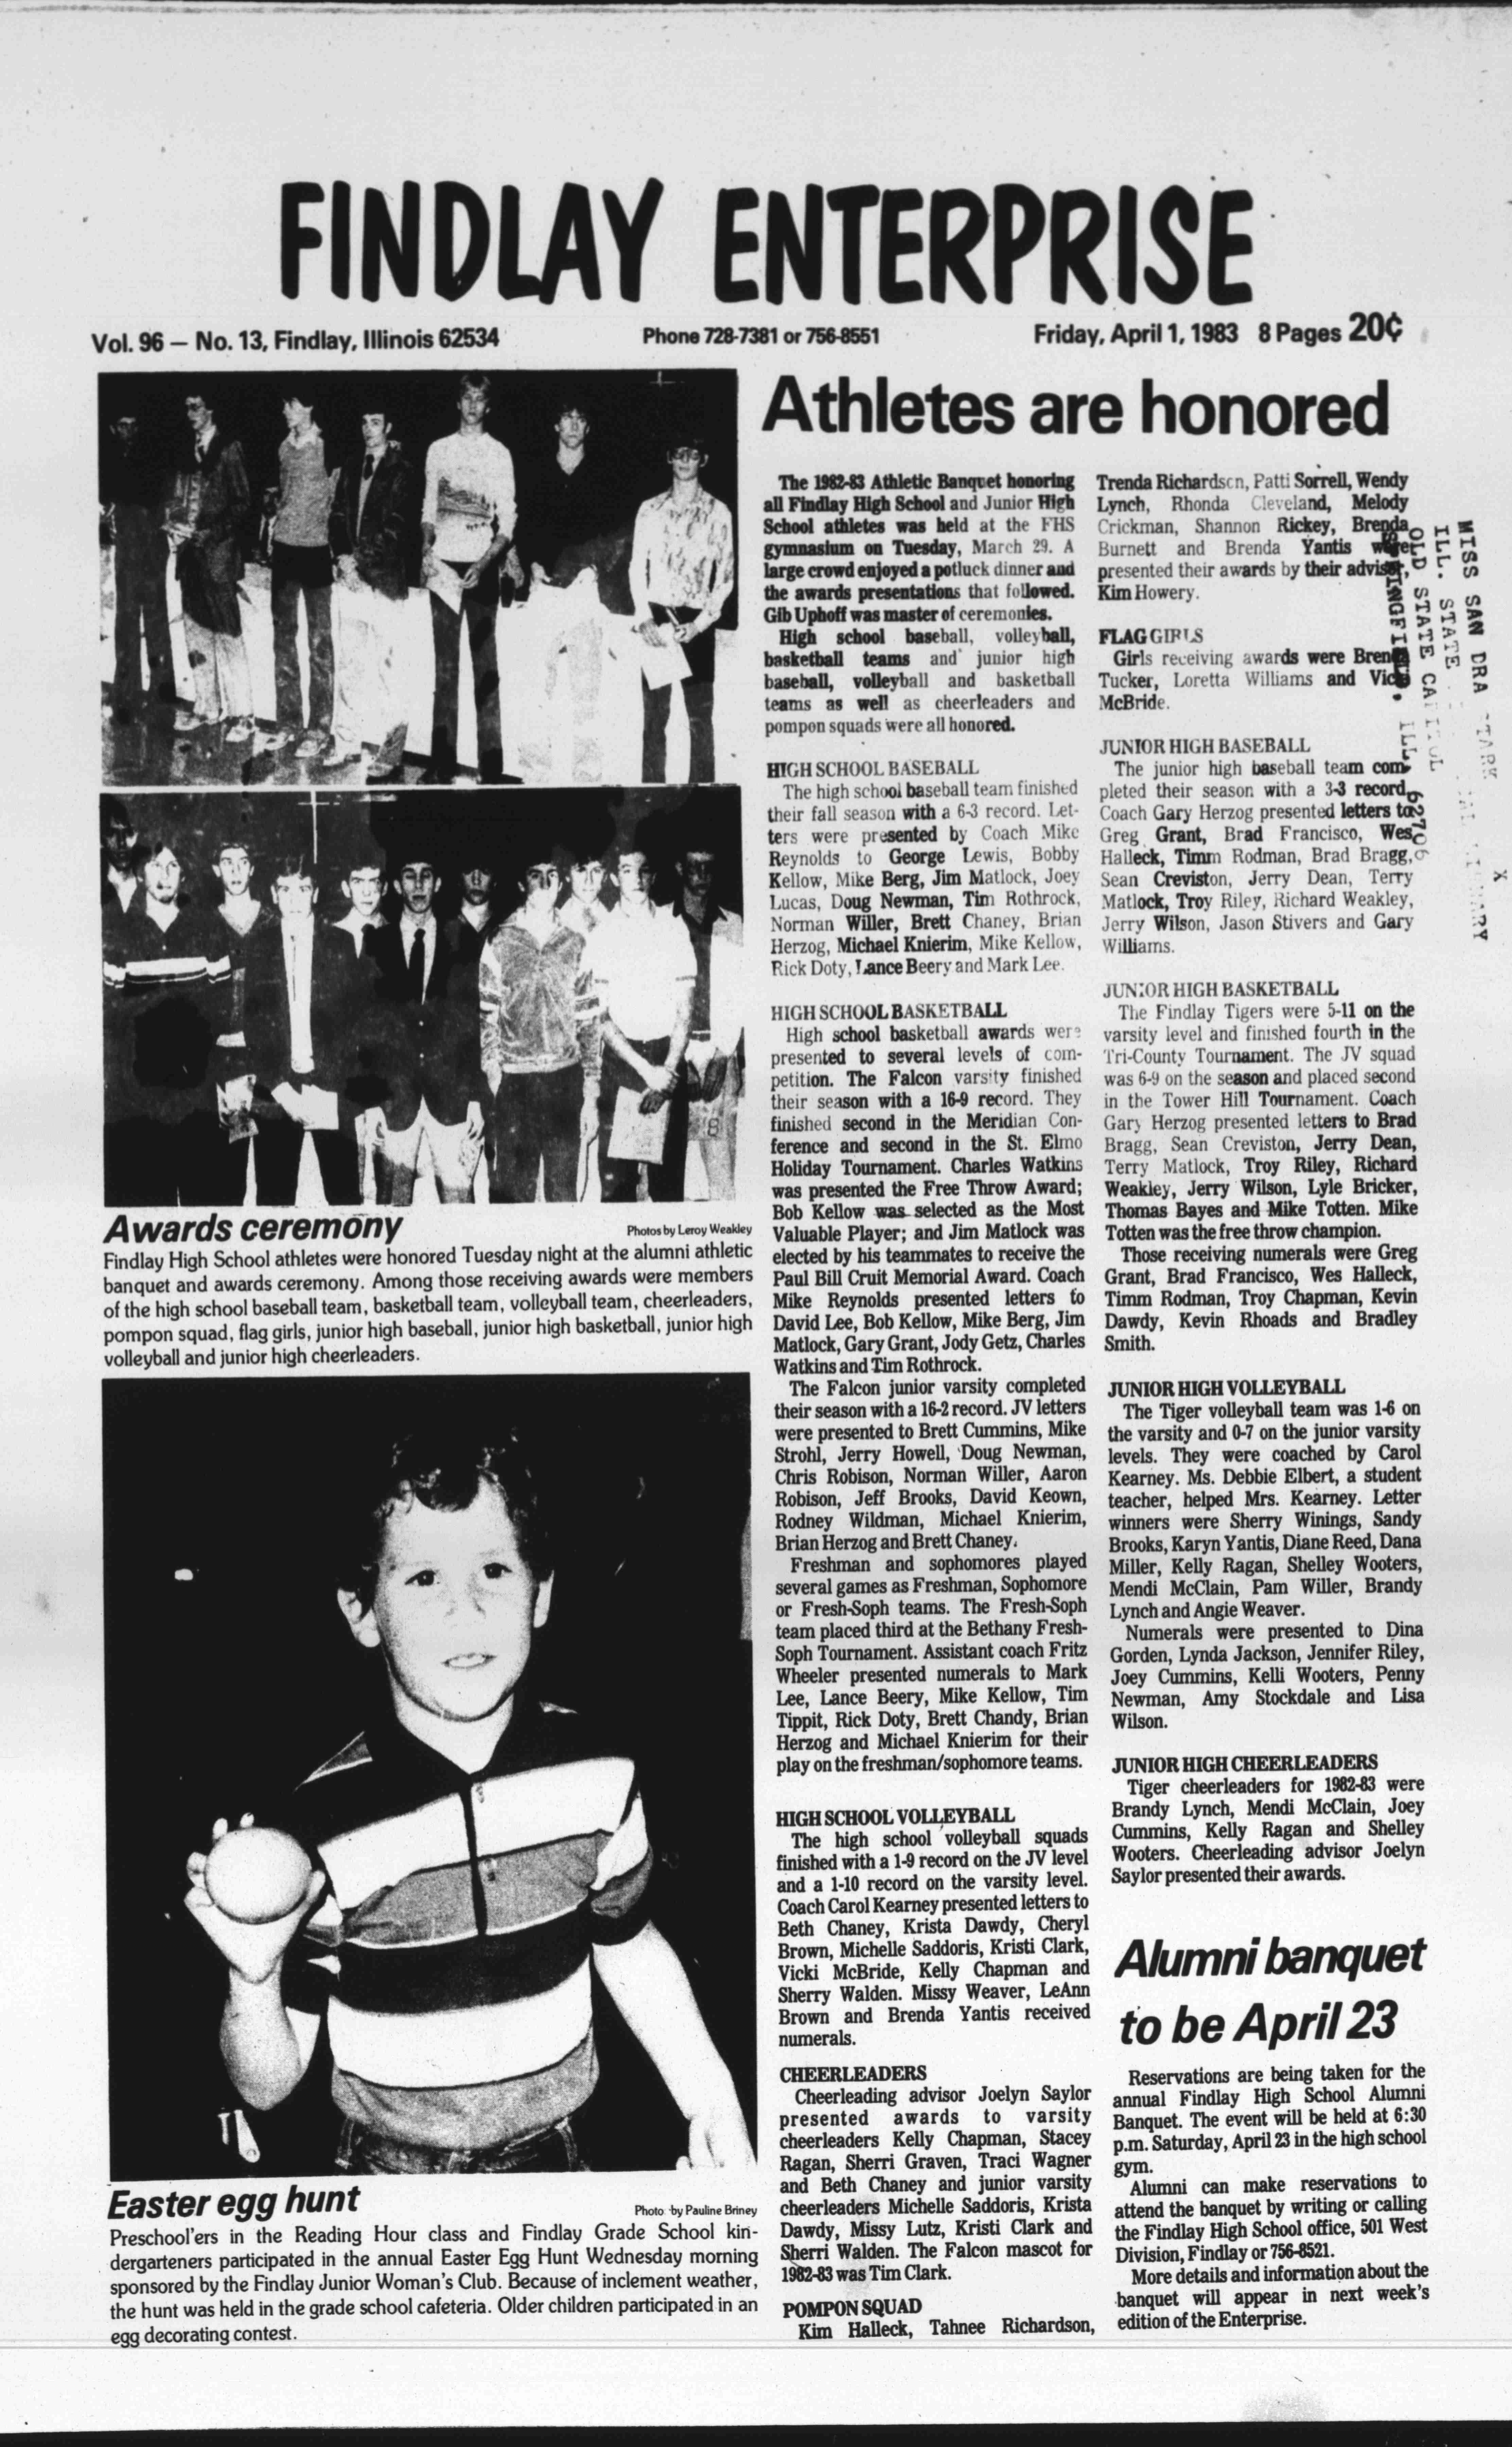 FINDLAY ENTERPRISE
Vol. 96 — No. 13, Findlay, Illinois 62534
Phone 728-7381 or 756-8551
Friday, April 1, 1983 8 Pages 20¢
Awards ceremony
Photos by Leroy Weakley
Findlay High School athletes were honored Tuesday night at the alumni athletic
banquet and awards ceremony. Among those receiving awards were members
of the high school baseball team, basketball team, volleyball team, cheerleaders,
pompon squad, flag girls, junior high baseball, junior high basketball, junior high
volleyball and junior high cheerleaders.
Easter egg hunt
Photo by Pauline Briney
Preschool'ers in the Reading Hour class and Findlay Grade School kin-
dergarteners participated in the annual Easter Egg Hunt Wednesday morning
sponsored by the Findlay Junior Woman's Club. Because of inclement weather,
the hunt was held in the grade school cafeteria. Older children participated in an
egg decorating contest.
Athletes are honored
The 1982-83 Athletic Banquet honoring
all Findlay High School and Junior High
School athletes was held at the FHS
gymnasium on Tuesday, March 29. A
large crowd enjoyed a potluck dinner and
the awards presentations that followed.
Gib Uphoff was master of ceremonies.
High school baseball, volleyball,
basketball teams and junior high
baseball, volleyball and basketball
teams as well as cheerleaders and
pompon squads were all honored.
HIGH SCHOOL BASEBALL
The high school baseball team finished
their fall season with a 6-3 record. Let-
ters were presented by Coach Mike
Reynolds to George Lewis, Bobby
Kellow, Mike Berg, Jim Matlock, Joey
Lucas, Doug Newman, Tim Rothrock,
Norman Willer, Brett Chaney, Brian
Herzog, Michael Knierim, Mike Kellow,
Rick Doty, Lance Beery and Mark Lee.
HIGH SCHOOL BASKETBALL
High school basketball awards were
presented to several levels of com-
petition. The Falcon varsity finished
their season with a 16-9 record. They
finished second in the Meridian Con-
ference and second in the St. Elmo
Holiday Tournament. Charles Watkins
was presented the Free Throw Award;
Bob Kellow was selected as the Most
Valuable Player; and Jim Matlock was
elected by his teammates to receive the
Paul Bill Cruit Memorial Award. Coach
Mike Reynolds presented letters to
David Lee, Bob Kellow, Mike Berg, Jim
Matlock, Gary Grant, Jody Getz, Charles
Watkins and Tim Rothrock.
The Falcon junior varsity completed
their season with a 16-2 record. JV letters
were presented to Brett Cummins, Mike
Strohl, Jerry Howell, Doug Newman,
Chris Robison, Norman Willer, Aaron
Robison, Jeff Brooks, David Keown,
Rodney Wildman, Michael Knierim,
Brian Herzog and Brett Chaney.
Freshman and sophomores played
several games as Freshman, Sophomore
or Fresh-Soph teams. The Fresh-Soph
team placed third at the Bethany Fresh-
Soph Tournament. Assistant coach Fritz
Wheeler presented numerals to Mark
Lee, Lance Beery, Mike Kellow, Tim
Tippit, Rick Doty, Brett Chandy, Brian
Herzog and Michael Knierim for their
play on the freshman/sophomore teams.
HIGH SCHOOL VOLLEYBALL
The high school volleyball squads
finished with a 1-9 record on the JV level
and a 1-10 record on the varsity level.
Coach Carol Kearney presented letters to
Beth Chaney, Krista Dawdy, Cheryl
Brown, Michelle Saddoris, Kristi Clark,
Vicki McBride, Kelly Chapman and
Sherry Walden. Missy Weaver, LeAnn
Brown and Brenda Yantis received
numerals.
CHEERLEADERS
Cheerleading advisor Joelyn Saylor
presented awards to varsity
cheerleaders Kelly Chapman, Stacey
Ragan, Sherri Graven, Traci Wagner
and Beth Chaney and junior varsity
cheerleaders Michelle Saddoris, Krista
Dawdy, Missy Lutz, Kristi Clark and
Sherri Walden. The Falcon mascot for
1982-83 was Tim Clark.
POMPON SQUAD
Kim Halleck, Tahnee Richardson,
Trenda Richardson, Patti Sorrell, Wendy
Lynch, Rhonda Cleveland, Melody
Crickman, Shannon Rickey, Brenda
Burnett and Brenda Yantis were
presented their awards by their advisor,
Kim Howery.
FLAG GIRLS
Girls receiving awards were Brenda
Tucker, Loretta Williams and Vicki
McBride.
JUNIOR HIGH BASEBALL
The junior high baseball team com-
pleted their season with a 3-3 record.
Coach Gary Herzog presented letters to
Greg Grant, Brad Francisco, Wes
Halleck, Timm Rodman, Brad Bragg,
Sean Creviston, Jerry Dean, Terry
Matlock, Troy Riley, Richard Weakley,
Jerry Wilson, Jason Stivers and Gary
Williams.
JUNIOR HIGH BASKETBALL
The Findlay Tigers were 5-11 on the
varsity level and finished fourth in the
Tri-County Tournament. The JV squad
was 6-9 on the season and placed second
in the Tower Hill Tournament. Coach
Gary Herzog presented letters to Brad
Bragg, Sean Creviston, Jerry Dean,
Terry Matlock, Troy Riley, Richard
Weakley, Jerry Wilson, Lyle Bricker,
Thomas Bayes and Mike Totten. Mike
Totten was the free throw champion.
Those receiving numerals were Greg
Grant, Brad Francisco, Wes Halleck,
Timm Rodman, Troy Chapman, Kevin
Dawdy, Kevin Rhoads and Bradley
Smith.
JUNIOR HIGH VOLLEYBALL
The Tiger volleyball team was 1-6 on
the varsity and 0-7 on the junior varsity
levels. They were coached by Carol
Kearney. Ms. Debbie Elbert, a student
teacher, helped Mrs. Kearney. Letter
winners were Sherry Winings, Sandy
Brooks, Karyn Yantis, Diane Reed, Dana
Miller, Kelly Ragan, Shelley Wooters,
Mendi McClain, Pam Willer, Brandy
Lynch and Angie Weaver.
Numerals were presented to Dina
Gorden, Lynda Jackson, Jennifer Riley,
Joey Cummins, Kelli Wooters, Penny
Newman, Amy Stockdale and Lisa
Wilson.
JUNIOR HIGH CHEERLEADERS
Tiger cheerleaders for 1982-83 were
Brandy Lynch, Mendi McClain, Joey
Cummins, Kelly Ragan and Shelley
Wooters. Cheerleading advisor Joelyn
Saylor presented their awards.
Alumni banquet
to be April 23
Reservations are being taken for the
annual Findlay High School Alumni
Banquet. The event will be held at 6:30
p.m. Saturday, April 23 in the high school
gym.
Alumni can make reservations to
attend the banquet by writing or calling
the Findlay High School office, 501 West
Division, Findlay or 756-8521.
More details and information about the
banquet will appear in next week's
edition of the Enterprise.
MISS SAN DRA
ILL. STATE
OLD STATE CAPITOL
ILL 62706
X